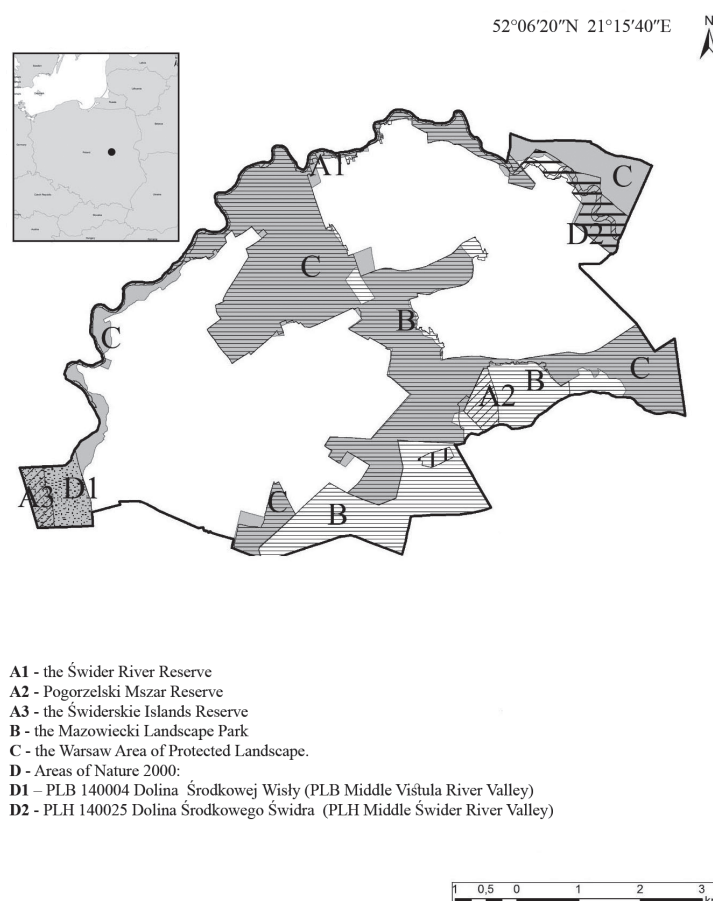 52°06'20"N 21°15'40"E
N
A1
C
D2
C
B
C
C
B
A2
A3
D1
C
B
A1 - the Świder River Reserve
A2 - Pogorzelski Mszar Reserve
A3 - the Świderskie Islands Reserve
B - the Mazowiecki Landscape Park
C - the Warsaw Area of Protected Landscape.
D - Areas of Nature 2000:
D1 – PLB 140004 Dolina Środkowej Wisły (PLB Middle Vistula River Valley)
D2 - PLH 140025 Dolina Środkowego Świdra (PLH Middle Świder River Valley)
1 0,5 0 1 2 3